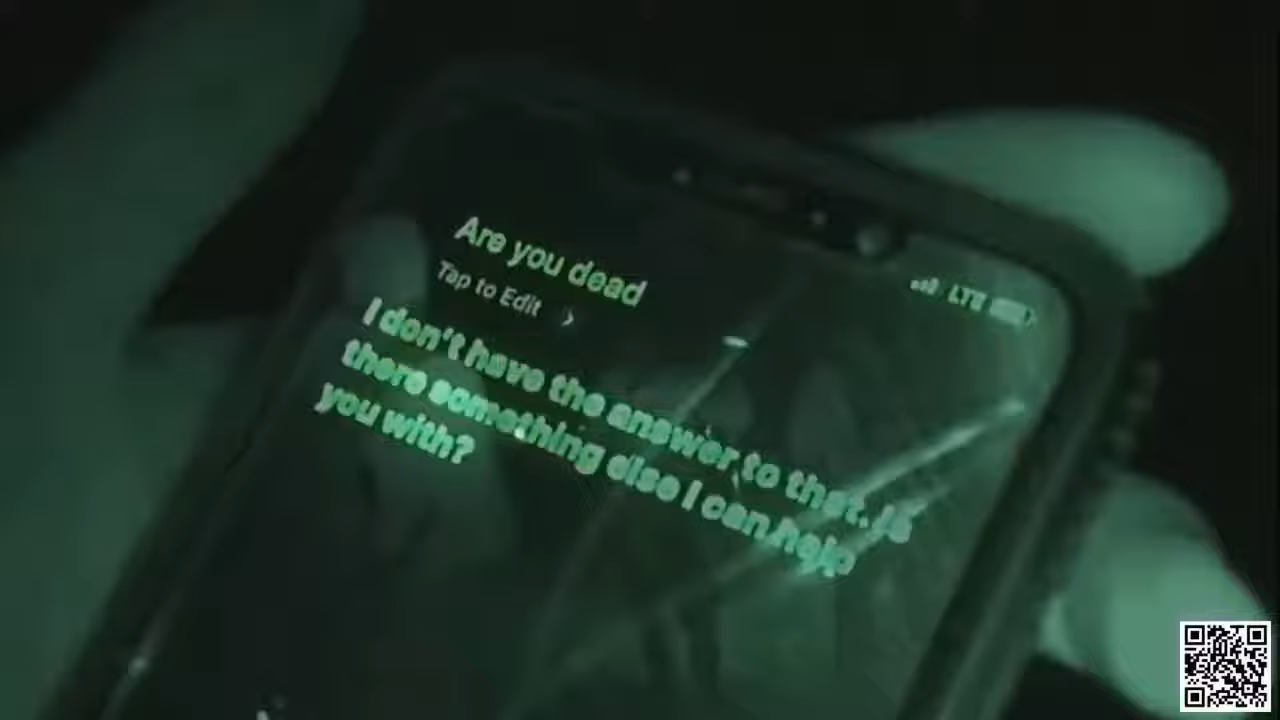 LTE
Are you dead
Tap to Edit >
I don't have the answer to that. Is
there something else I can help
you with?